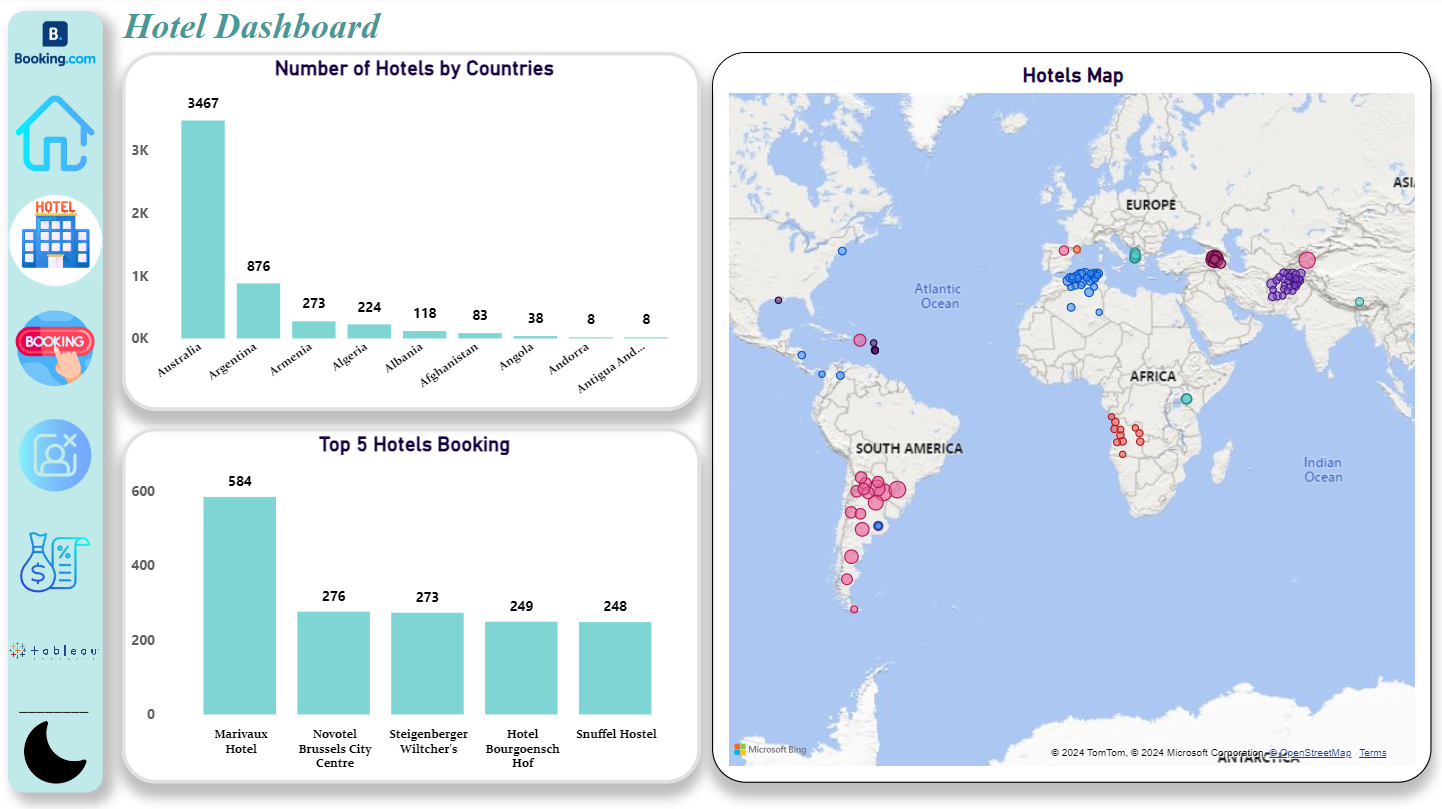 B.
Booking.com
HOTEL
BOOKING
%
$
tableau
Hotel Dashboard
Number of Hotels by Countries
3467
876
273
224
118
83
38
8
8
3K
2K
1K
0K
Australia
Argentina
Armenia
Algeria
Albania
Afghanistan
Angola
Andorra
Antigua And...
Top 5 Hotels Booking
584
276
273
249
248
600
400
200
0
Marivaux
Hotel
Novotel
Brussels City
Centre
Steigenberger
Wiltcher's
Hotel
Bourgoensch
Hof
Snuffel Hostel
Hotels Map
ASI
EUROPE
Atlantic
Ocean
AFRICA
SOUTH AMERICA
Indian
Ocean
Microsoft Bing
© 2024 TomTom, © 2024 Microsoft Corporation, © OpenStreetMap Terms
ANTARCTICA